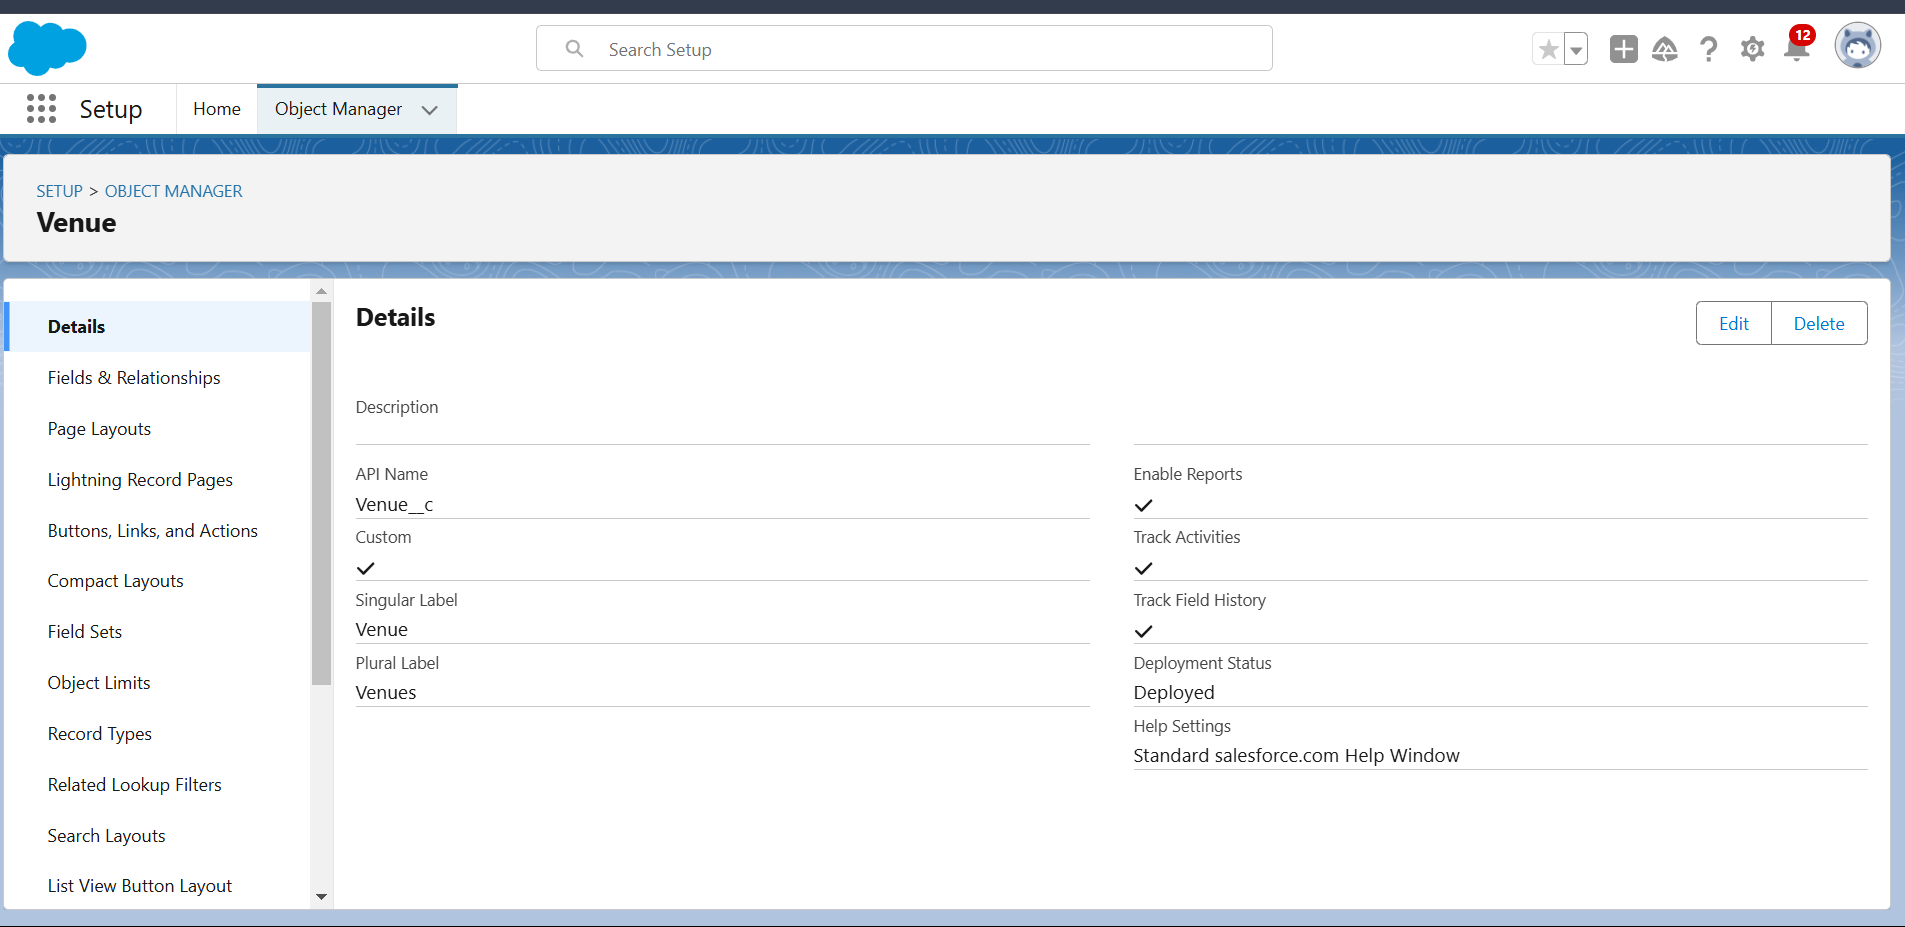 Search Setup
12
Setup
Home
Object Manager
SETUP > OBJECT MANAGER
Venue
Details
Fields & Relationships
Page Layouts
Lightning Record Pages
Buttons, Links, and Actions
Compact Layouts
Field Sets
Object Limits
Record Types
Related Lookup Filters
Search Layouts
List View Button Layout
Details
Edit
Delete
Description
API Name
Venue__c
Custom
Singular Label
Venue
Plural Label
Venues
Enable Reports
Track Activities
Track Field History
Deployment Status
Deployed
Help Settings
Standard salesforce.com Help Window